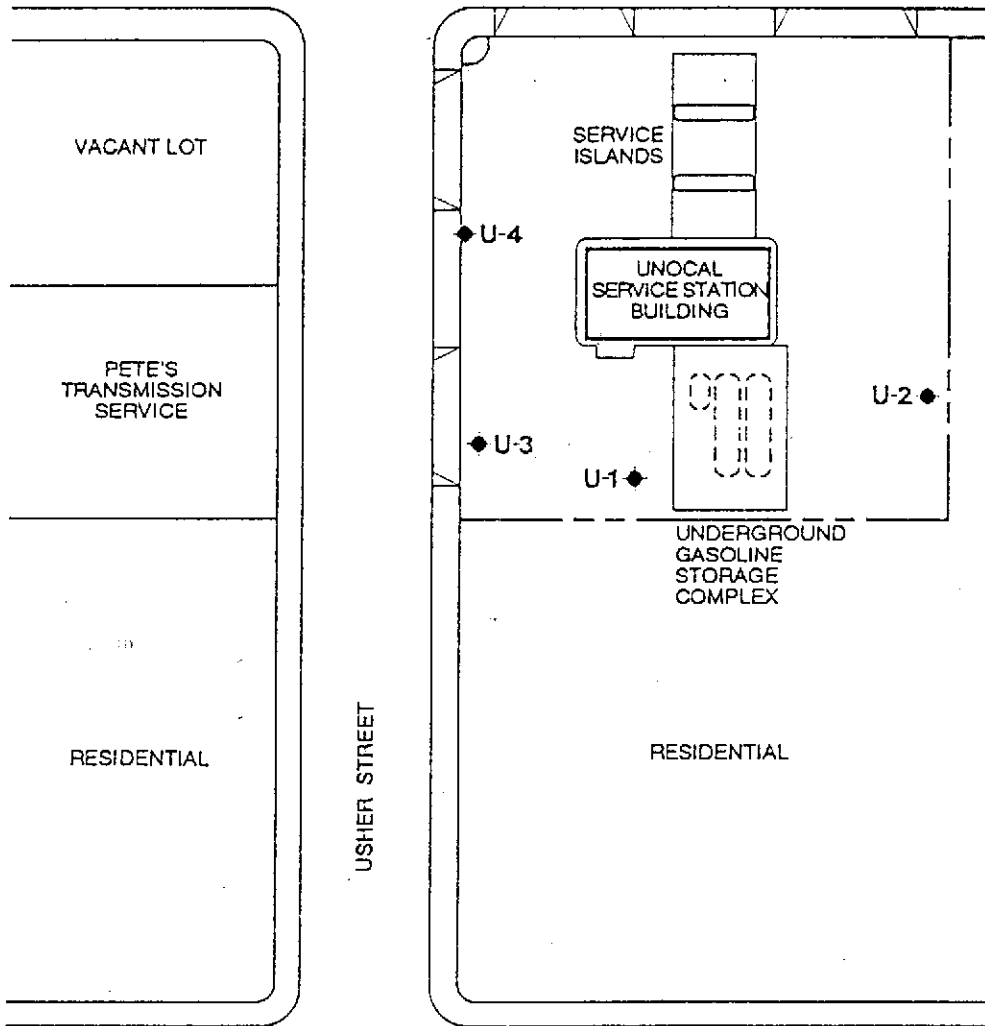 VACANT LOT
SERVICE
ISLANDS
U-4
UNOCAL
SERVICE STATION
BUILDING
PETE'S
TRANSMISSION
SERVICE
U-2
U-3
U-1
UNDERGROUND
GASOLINE
STORAGE
COMPLEX
USHER STREET
RESIDENTIAL
RESIDENTIAL